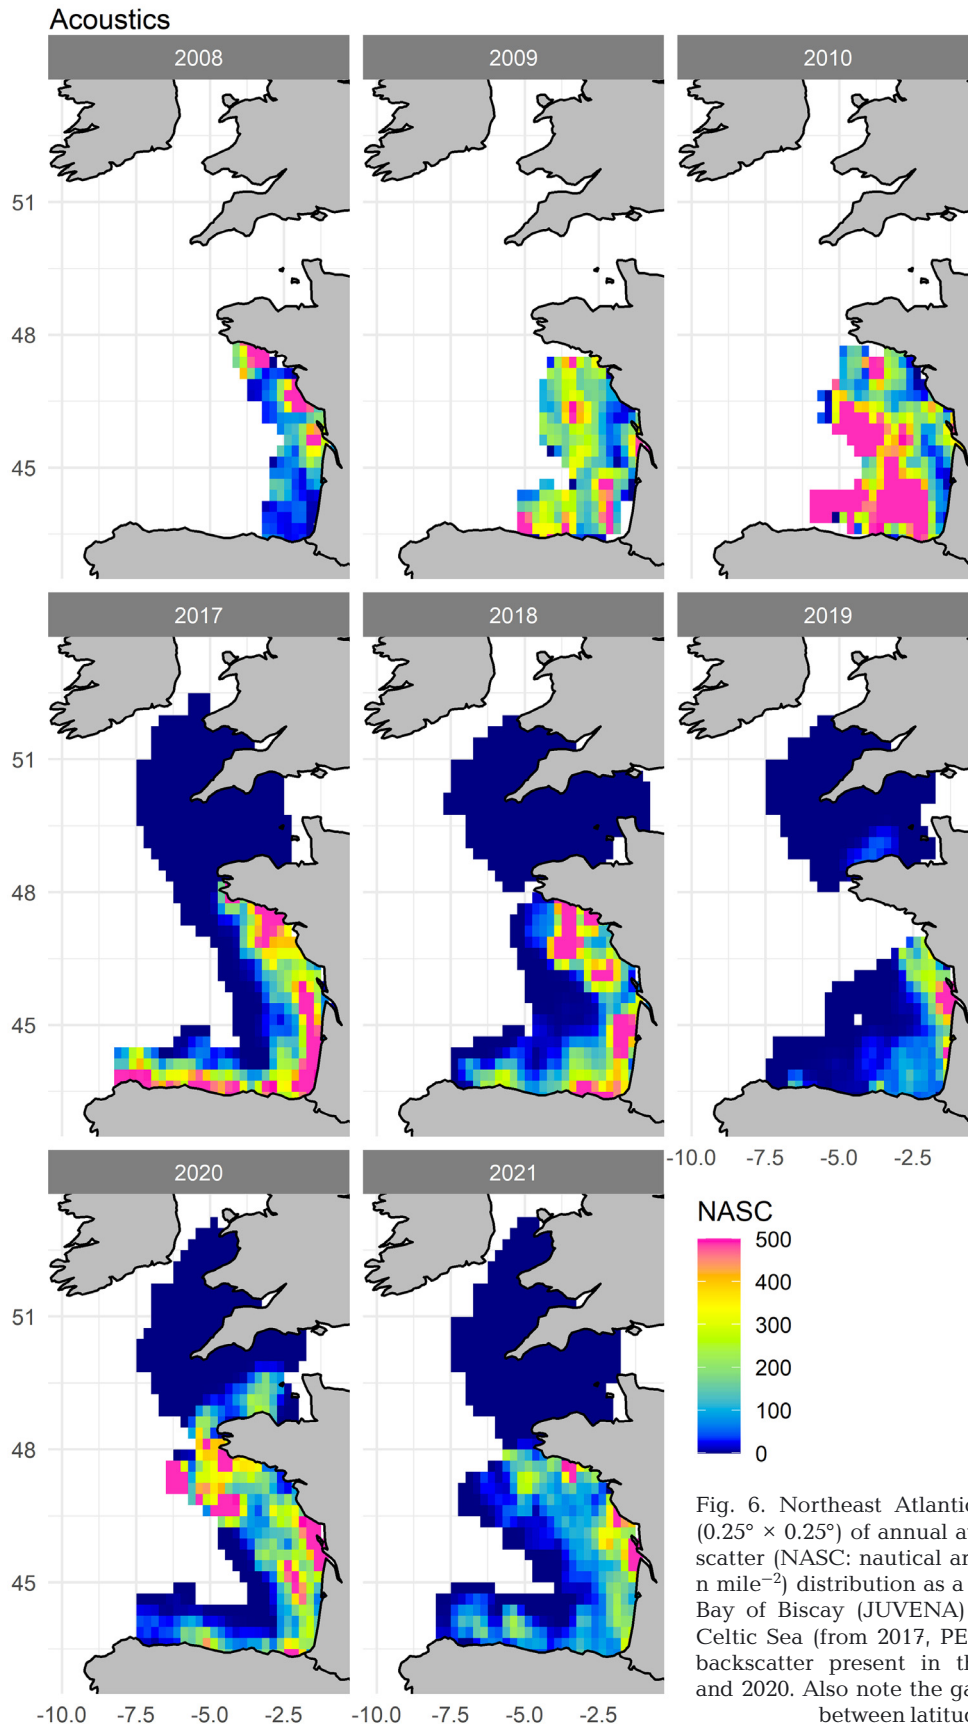 Acoustics
2008 2009 2010
51
48
45
2017 2018 2019
51
48
45
-10.0 -7.5 -5.0 -2.5
2020 2021
51
48
45
-10.0 -7.5 -5.0 -2.5 -10.0 -7.5 -5.0 -2.5
NASC
500
400
300
200
100
0
Fig. 6. Northeast Atlantic
(0.25° × 0.25°) of annual
scatter (NASC: nautical
n mile−2) distribution as a
Bay of Biscay (JUVENA)
Celtic Sea (from 2017,
backscatter present in
and 2020. Also note the
between